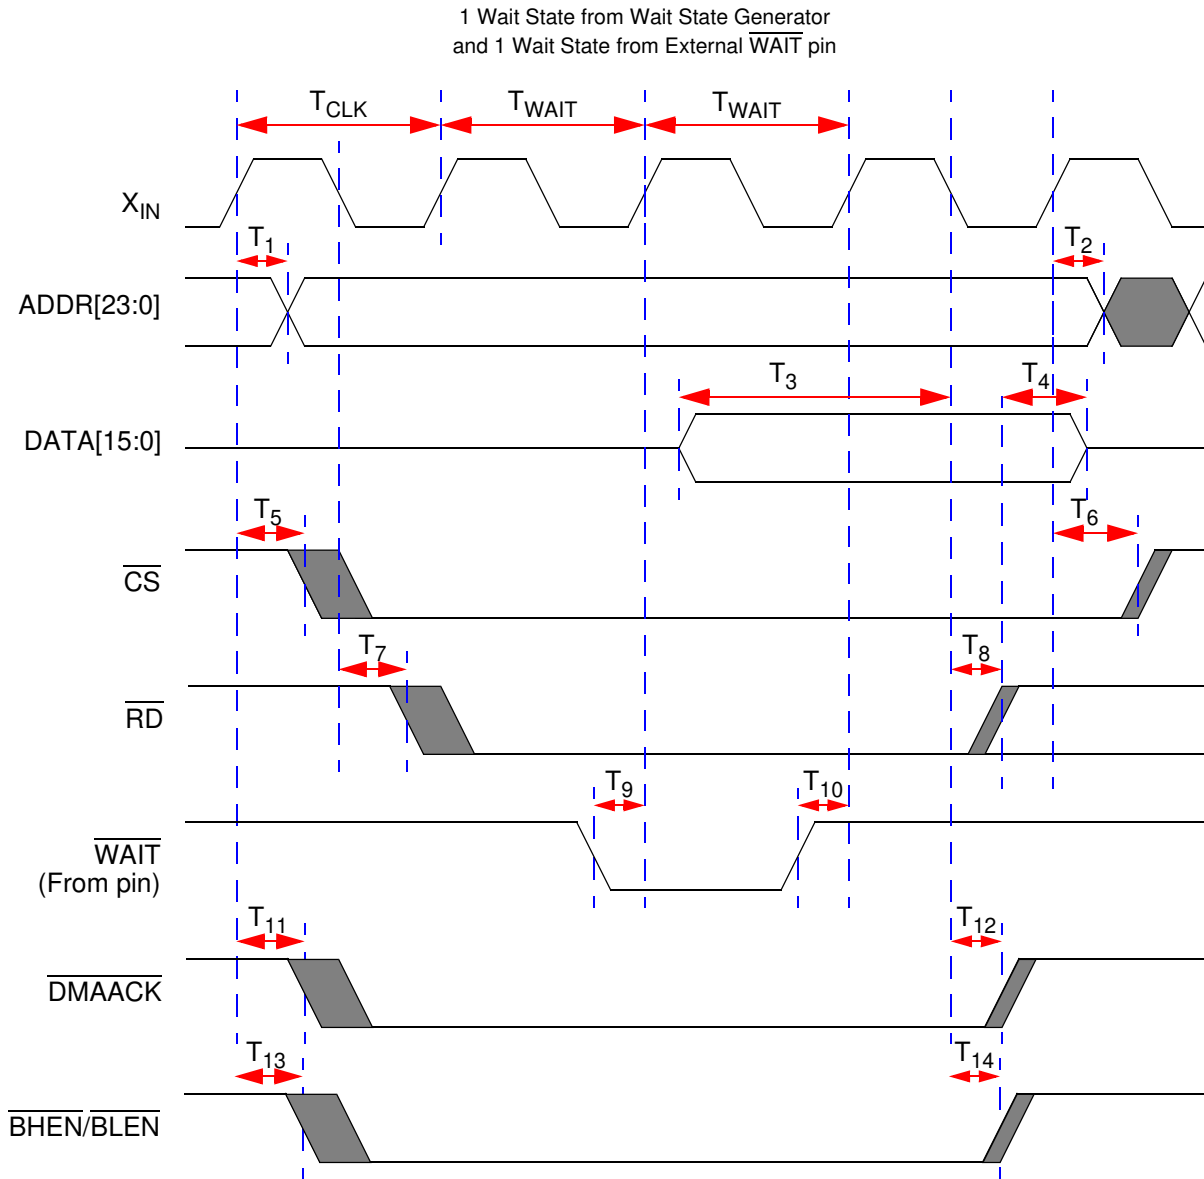 1 Wait State from Wait State Generator
and 1 Wait State from External WAIT pin
TCLK TWAIT TWAIT
XIN
T1 T2
ADDR[23:0]
T3 T4
DATA[15:0]
T5 T6
CS
T7 T8
RD
T9 T10
WAIT
(From pin)
T11 T12
DMAACK
T13 T14
BHEN/BLEN